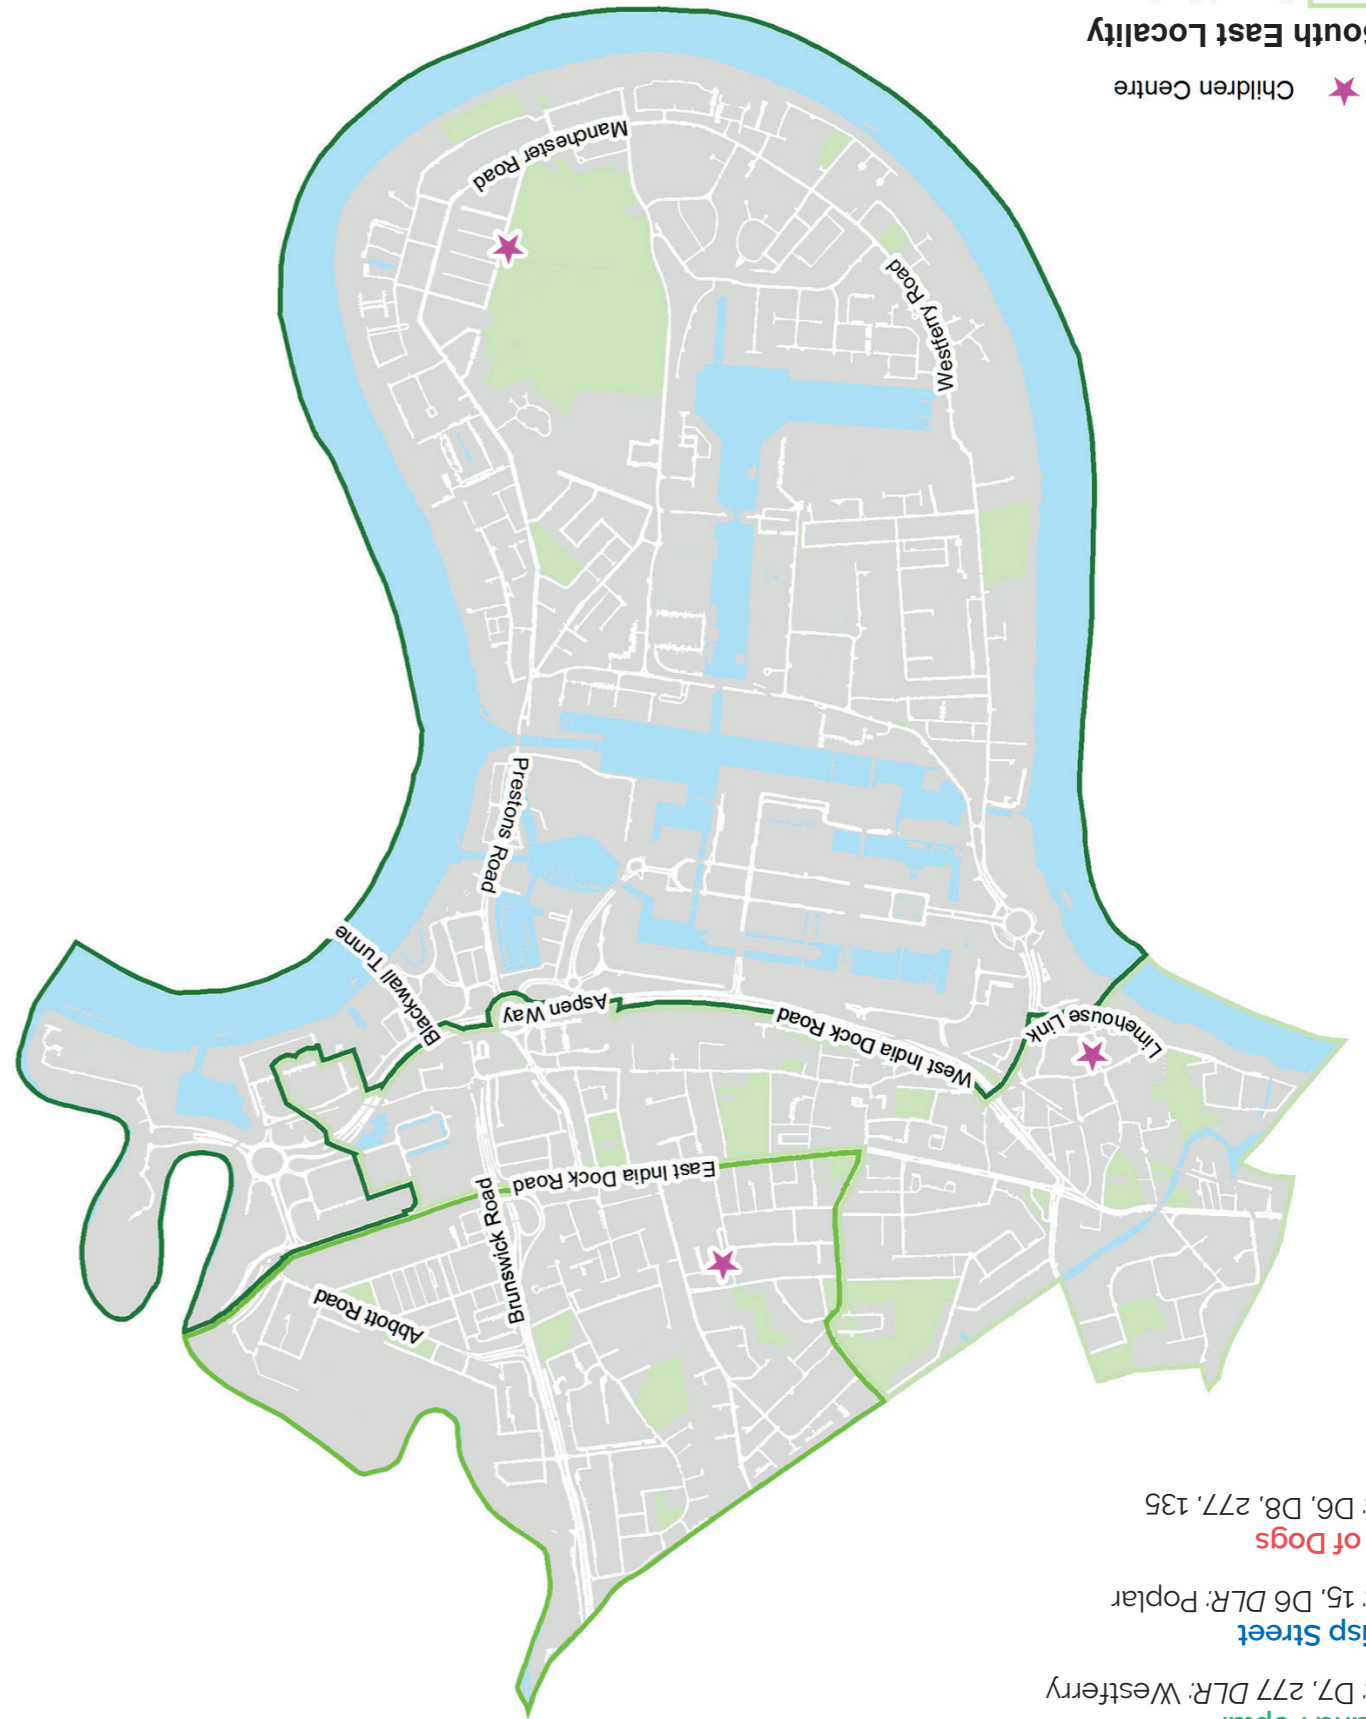 : D7, 277 DLR: Westferry
isp Street
: 15, D6 DLR: Poplar
of Dogs
: D6, D8, 277, 135
Abbott Road
Brunswick Road
East India Dock Road
Limehouse Link
West India Dock Road
Aspen Way
Blackwall Tunne
Prestons Road
Westferry Road
Manchester Road
Children Centre
outh East Locality